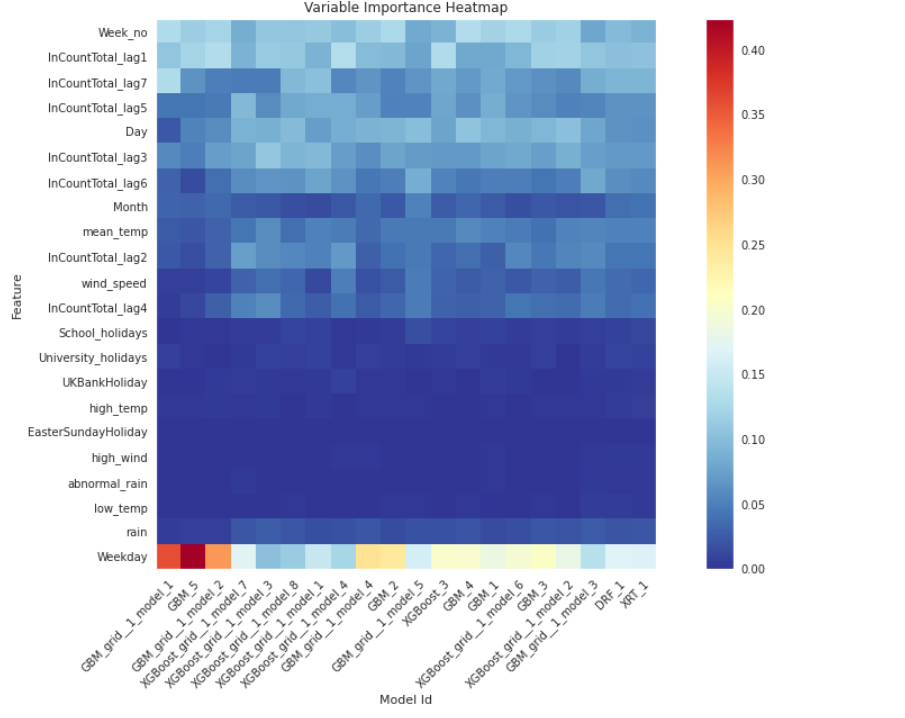 Variable Importance Heatmap
Week_no
InCountTotal_lag1
InCountTotal_lag7
InCountTotal_lag5
Day
InCountTotal_lag3
InCountTotal_lag6
Month
mean_temp
InCountTotal_lag2
wind_speed
InCountTotal_lag4
School_holidays
University_holidays
UKBankHoliday
high_temp
EasterSundayHoliday
high_wind
abnormal_rain
low_temp
rain
Weekday
Feature
GBM_grid__1_model_1
GBM_5
GBM_grid__1_model_2
XGBoost_grid__1_model_7
XGBoost_grid__1_model_3
XGBoost_grid__1_model_8
XGBoost_grid__1_model_1
XGBoost_grid__1_model_4
GBM_grid__1_model_4
GBM_2
GBM_grid__1_model_5
XGBoost_3
GBM_4
GBM_1
XGBoost_grid__1_model_6
GBM_3
XGBoost_grid__1_model_2
GBM_grid__1_model_3
DRF_1
XRT_1
Model Id
0.40
0.35
0.30
0.25
0.20
0.15
0.10
0.05
0.00